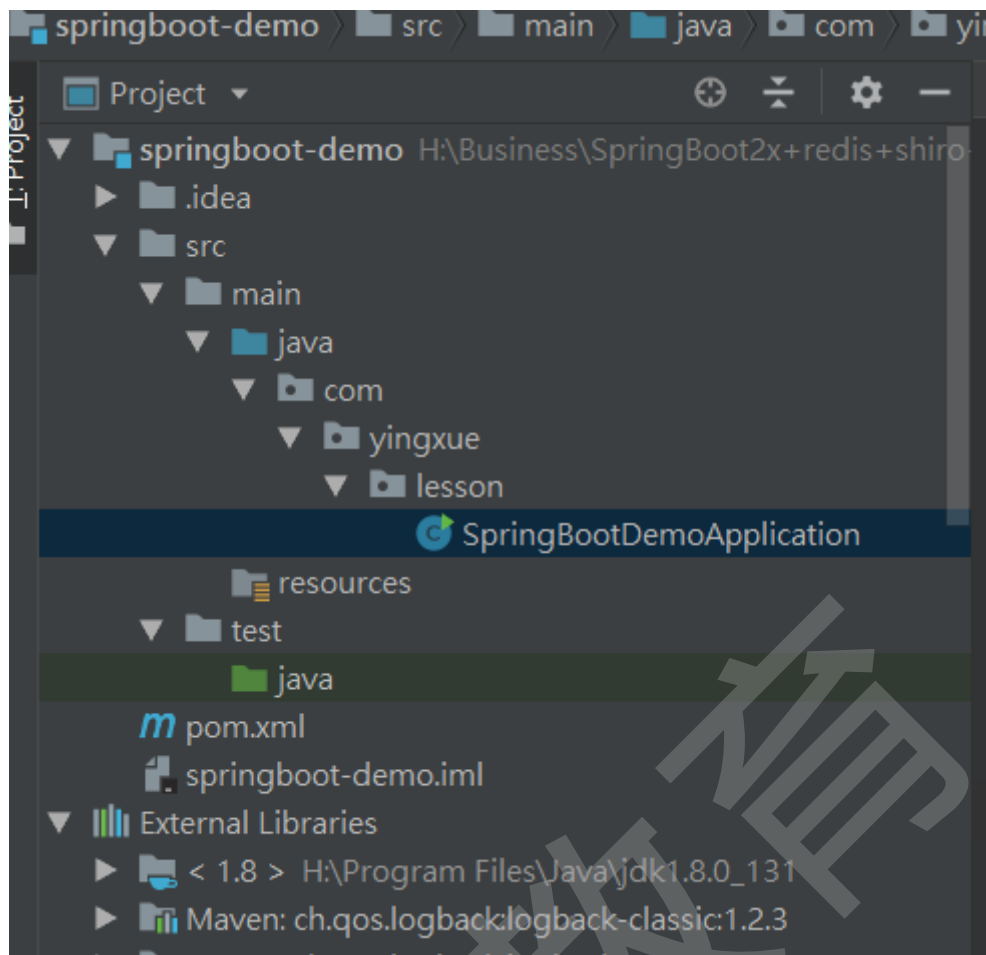 springboot-demo src main java com
Project
1: Project
springboot-demo H:\Business\SpringBoot2x+redis+shiro-
.idea
src
main
java
com
yingxue
lesson
SpringBootDemoApplication
resources
test
java
pom.xml
springboot-demo.iml
External Libraries
< 1.8 > H:\Program Files\Java\jdk1.8.0_131
Maven: ch.qos.logback:logback-classic:1.2.3
教育